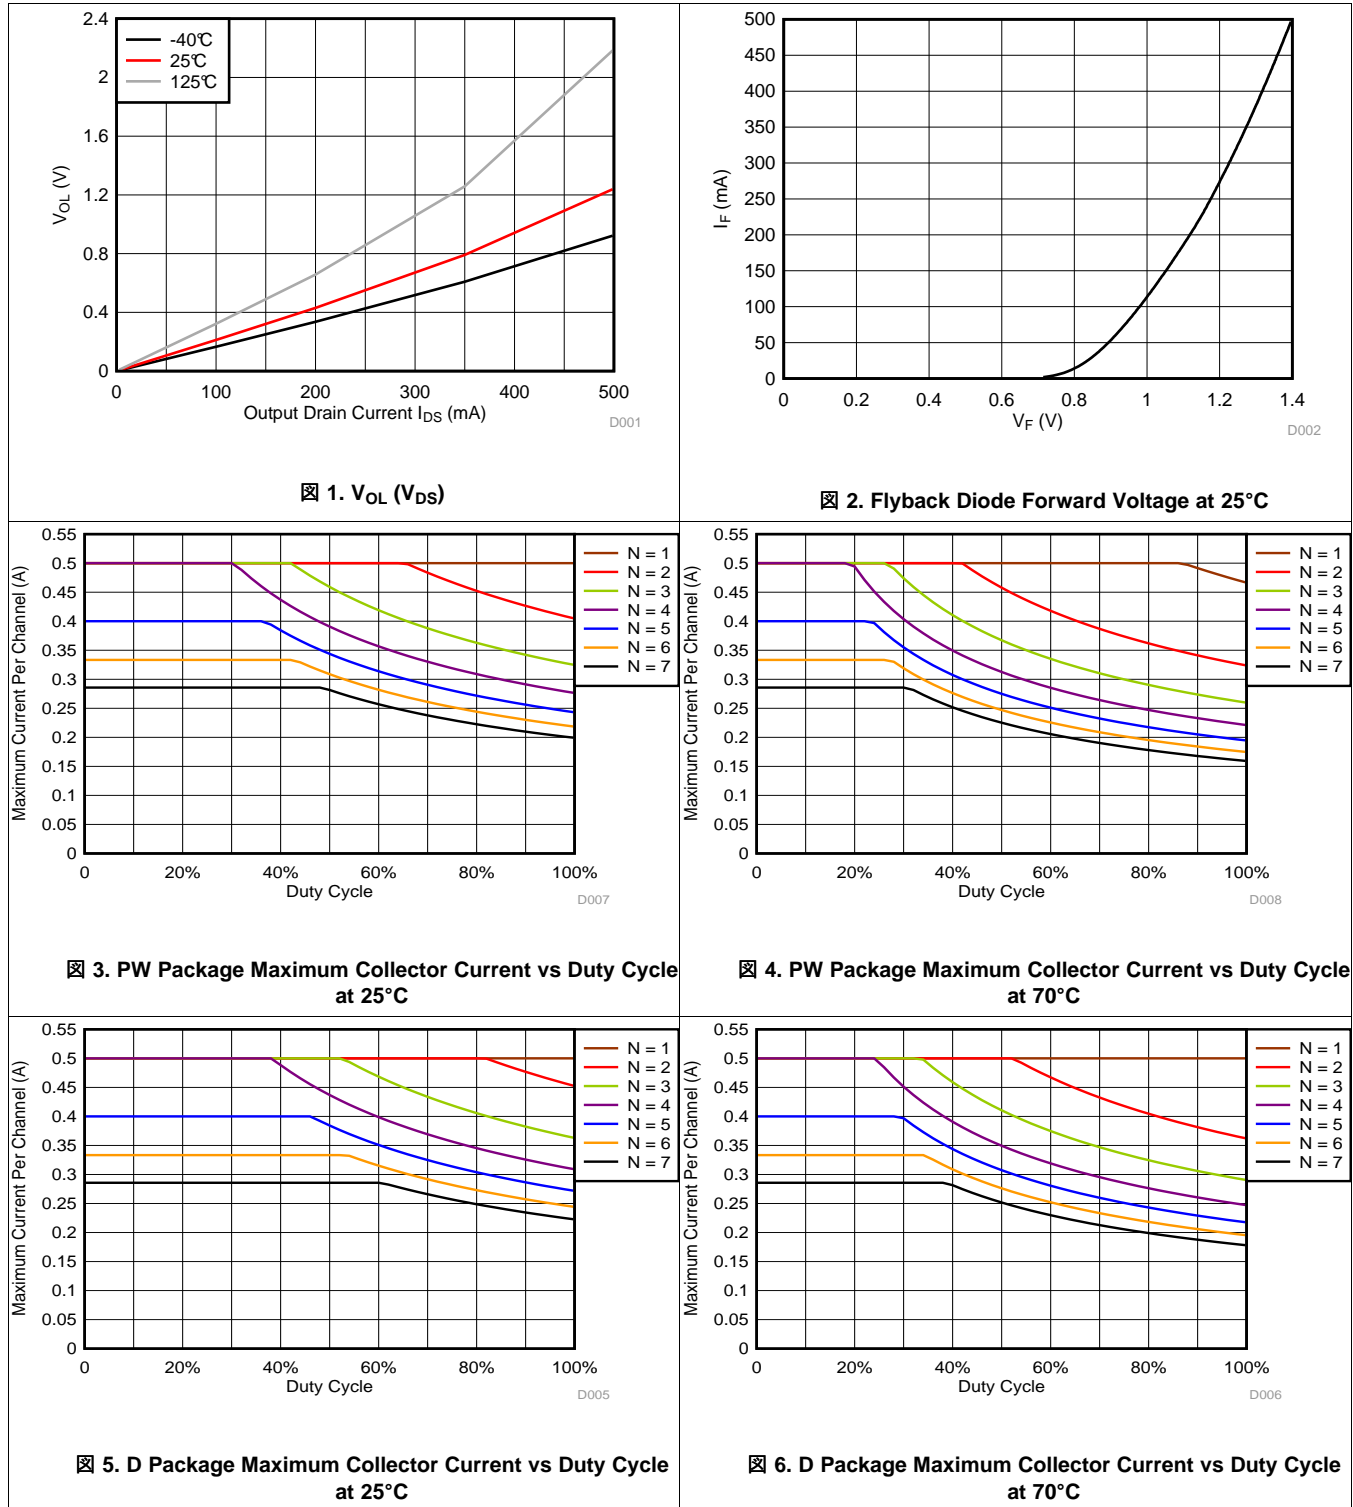 2.4
2
1.6
1.2
0.8
0.4
0
VOL (V)
-40℃
25℃
125℃
0 100 200 300 400 500
Output Drain Current IDS (mA)
D001
図 1. VOL (VDS)
500
450
400
350
300
250
200
150
100
50
0
IF (mA)
0 0.2 0.4 0.6 0.8 1 1.2 1.4
VF (V)
D002
図 2. Flyback Diode Forward Voltage at 25°C
0.55
0.5
0.45
0.4
0.35
0.3
0.25
0.2
0.15
0.1
0.05
0
Maximum Current Per Channel (A)
N = 1
N = 2
N = 3
N = 4
N = 5
N = 6
N = 7
0 20% 40% 60% 80% 100%
Duty Cycle
D007
図 3. PW Package Maximum Collector Current vs Duty Cycle
at 25°C
0.55
0.5
0.45
0.4
0.35
0.3
0.25
0.2
0.15
0.1
0.05
0
Maximum Current Per Channel (A)
N = 1
N = 2
N = 3
N = 4
N = 5
N = 6
N = 7
0 20% 40% 60% 80% 100%
Duty Cycle
D008
図 4. PW Package Maximum Collector Current vs Duty Cycle
at 70°C
0.55
0.5
0.45
0.4
0.35
0.3
0.25
0.2
0.15
0.1
0.05
0
Maximum Current Per Channel (A)
N = 1
N = 2
N = 3
N = 4
N = 5
N = 6
N = 7
0 20% 40% 60% 80% 100%
Duty Cycle
D005
図 5. D Package Maximum Collector Current vs Duty Cycle
at 25°C
0.55
0.5
0.45
0.4
0.35
0.3
0.25
0.2
0.15
0.1
0.05
0
Maximum Current Per Channel (A)
N = 1
N = 2
N = 3
N = 4
N = 5
N = 6
N = 7
0 20% 40% 60% 80% 100%
Duty Cycle
D006
図 6. D Package Maximum Collector Current vs Duty Cycle
at 70°C